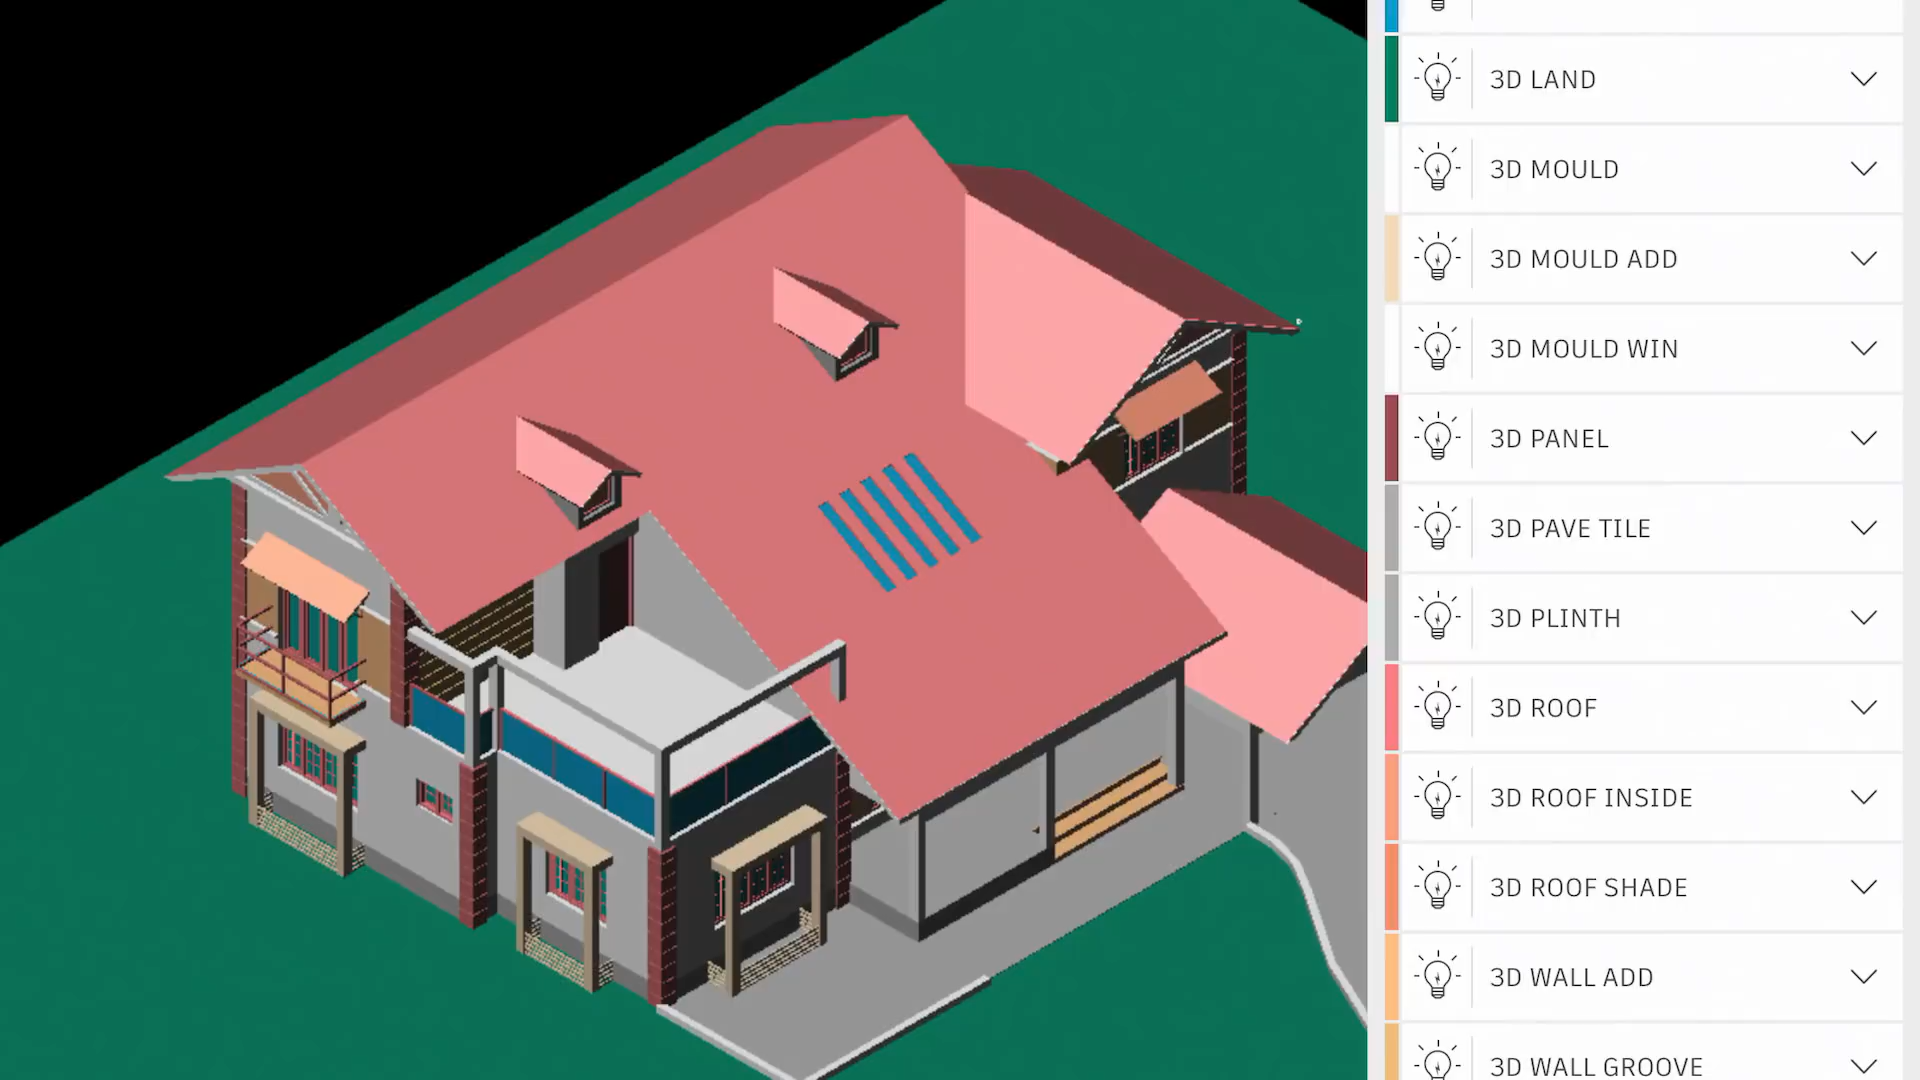 3D LAND
3D MOULD
3D MOULD ADD
3D MOULD WIN
3D PANEL
3D PAVE TILE
3D PLINTH
3D ROOF
3D ROOF INSIDE
3D ROOF SHADE
3D WALL ADD
3D WALL GROOVE